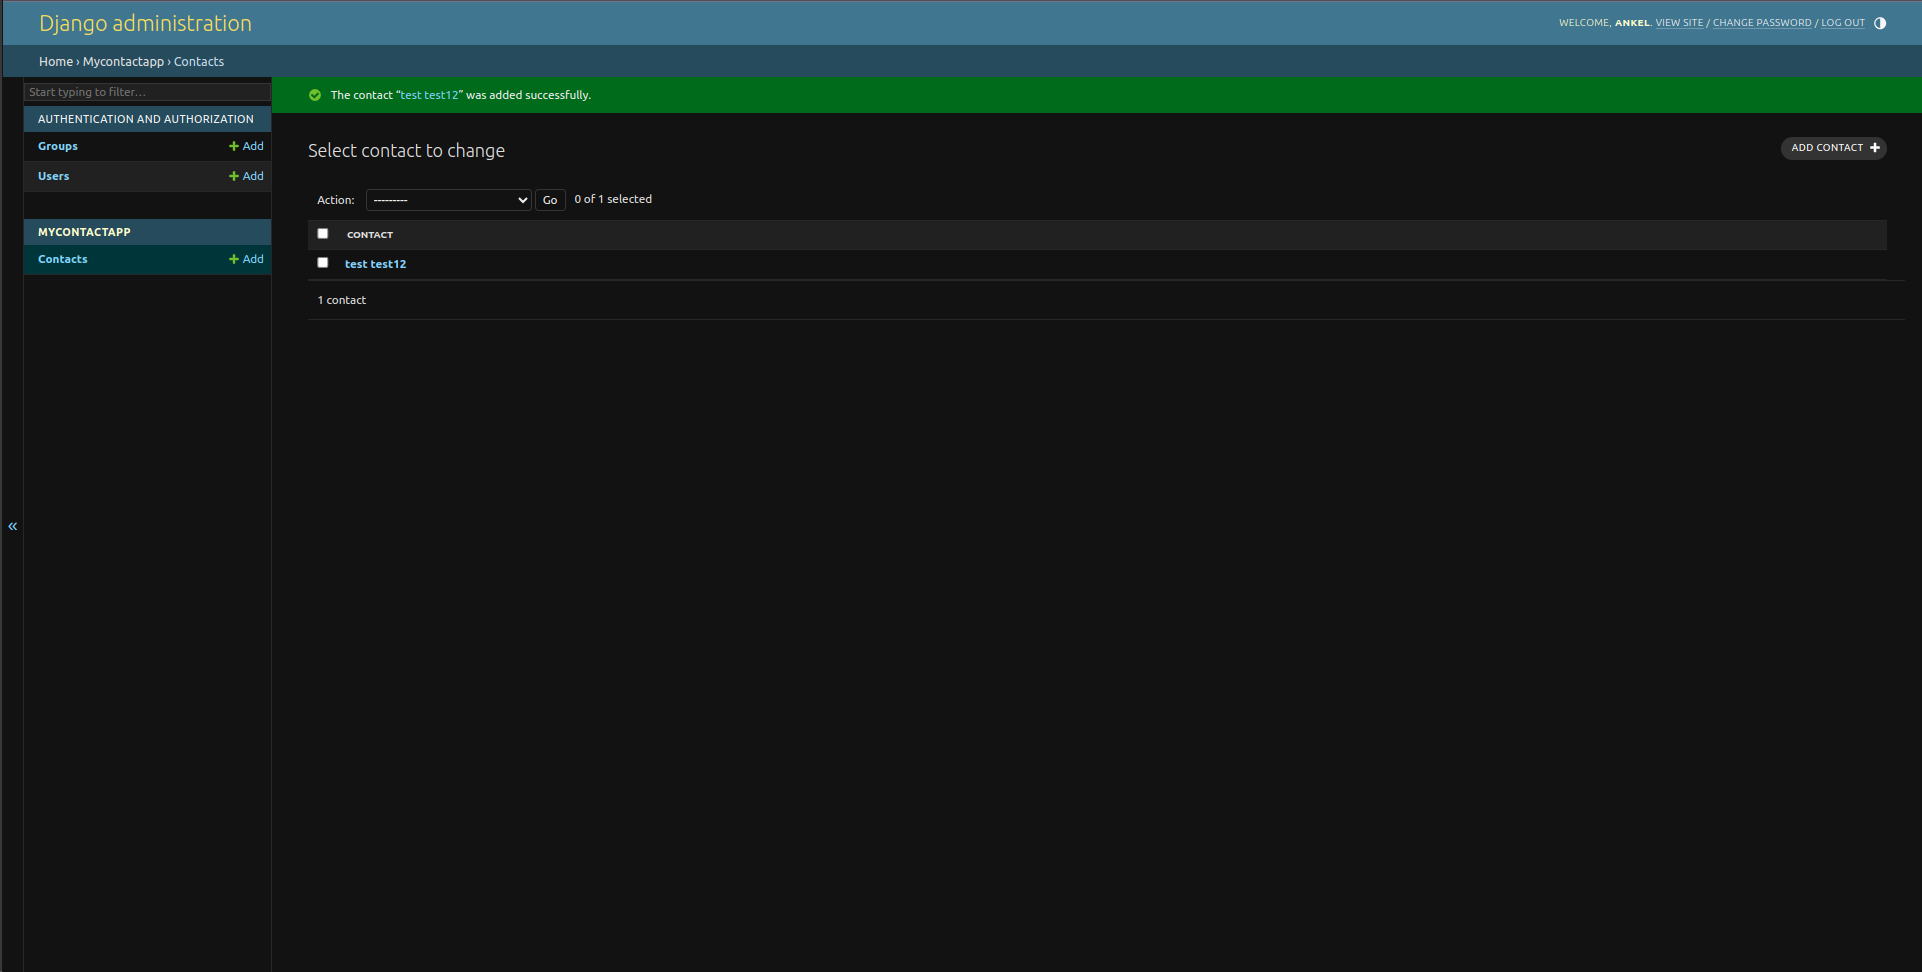 Django administration
WELCOME, ANKEL. VIEW SITE / CHANGE PASSWORD / LOG OUT
Home › Mycontactapp › Contacts
Start typing to filter...
AUTHENTICATION AND AUTHORIZATION
Groups + Add
Users + Add
MYCONTACTAPP
Contacts + Add
«
The contact “test test12” was added successfully.
Select contact to change
ADD CONTACT +
Action: --------- Go 0 of 1 selected
CONTACT
test test12
1 contact